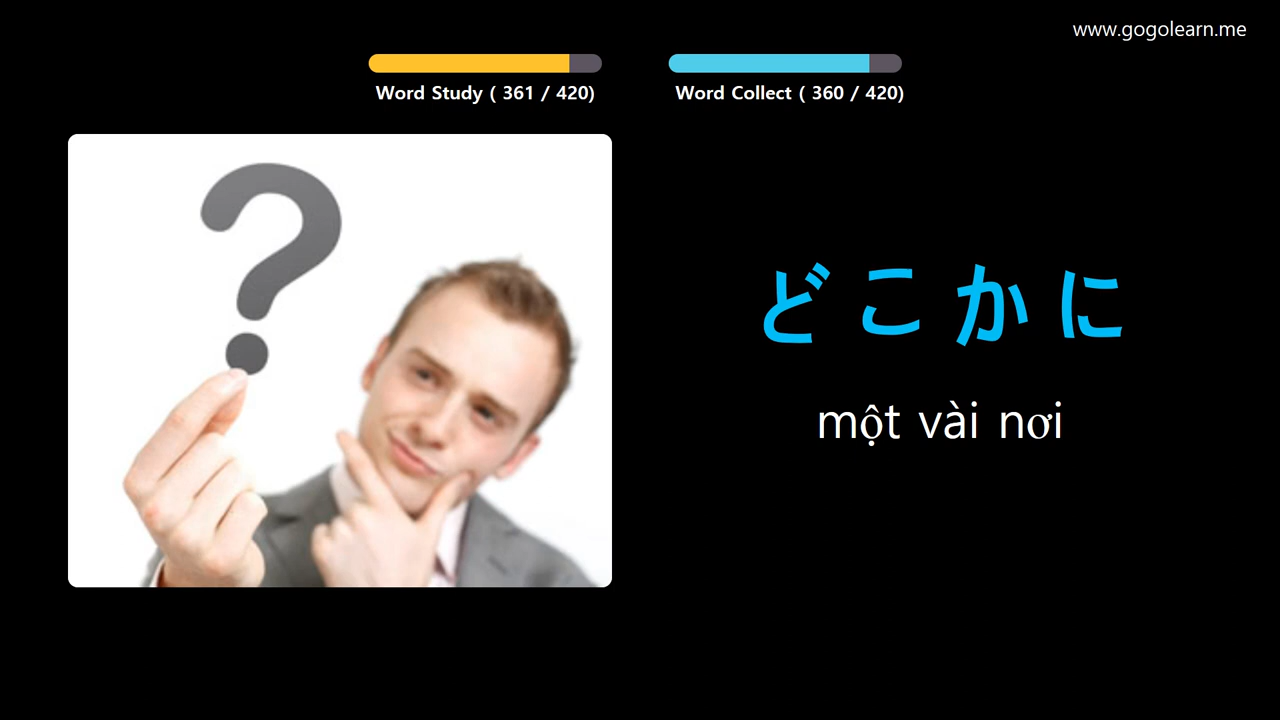 www.gogolearn.me
Word Study ( 361 / 420)
Word Collect ( 360 / 420)
どこかに
một vài nơi